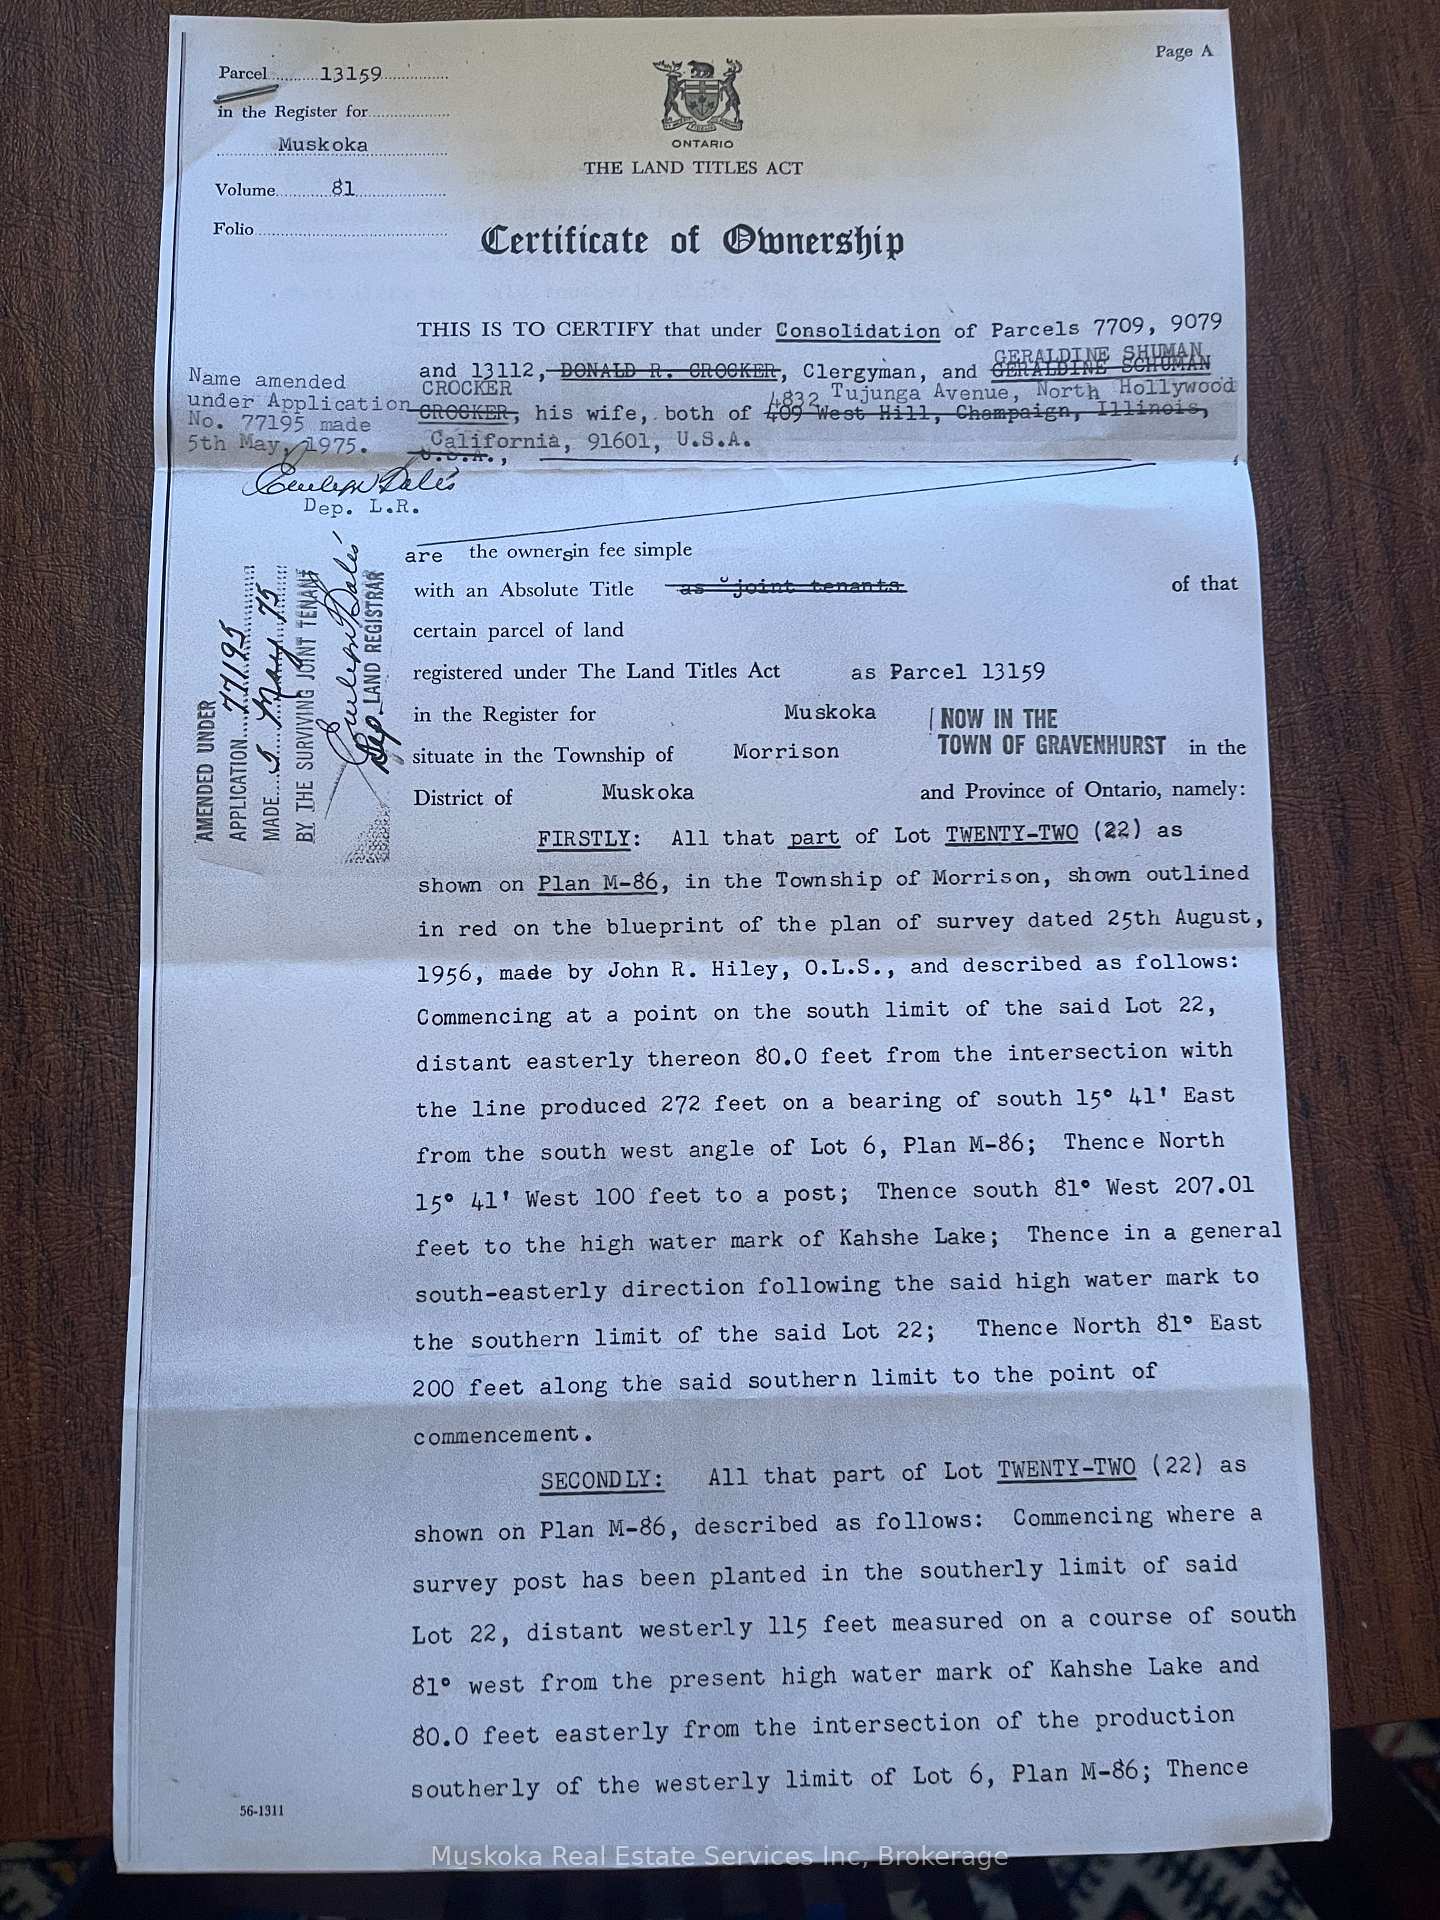 Page A
Parcel..........13159...............
in the Register for...................
Muskoka
Volume............81.................
Folio.....................................
ONTARIO
THE LAND TITLES ACT
Certificate of Ownership
THIS IS TO CERTIFY that under Consolidation of Parcels 7709, 9079
GERALDINE SHUMAN
and 13112, DONALD R. CROCKER, Clergyman, and GERALDINE SCHUMAN
CROCKER 4832 Tujunga Avenue, North Hollywood
CROCKER, his wife, both of 409 West Hill, Champaign, Illinois,
California, 91601, U.S.A.
U.S.A.,
Name amended
under Application
No. 77195 made
5th May, 1975.
Dep. L.R.
AMENDED UNDER
APPLICATION....77195
MADE....5 May 75
BY THE SURVIVING JOINT TENANT
Dep. LAND REGISTRAR
are the ownersin fee simple
with an Absolute Title as joint tenants of that
certain parcel of land
registered under The Land Titles Act as Parcel 13159
in the Register for Muskoka NOW IN THE
situate in the Township of Morrison TOWN OF GRAVENHURST in the
District of Muskoka and Province of Ontario, namely:
FIRSTLY: All that part of Lot TWENTY-TWO (22) as
shown on Plan M-86, in the Township of Morrison, shown outlined
in red on the blueprint of the plan of survey dated 25th August,
1956, made by John R. Hiley, O.L.S., and described as follows:
Commencing at a point on the south limit of the said Lot 22,
distant easterly thereon 80.0 feet from the intersection with
the line produced 272 feet on a bearing of south 15° 41' East
from the south west angle of Lot 6, Plan M-86; Thence North
15° 41' West 100 feet to a post; Thence south 81° West 207.01
feet to the high water mark of Kahshe Lake; Thence in a general
south-easterly direction following the said high water mark to
the southern limit of the said Lot 22; Thence North 81° East
200 feet along the said southern limit to the point of
commencement.
SECONDLY: All that part of Lot TWENTY-TWO (22) as
shown on Plan M-86, described as follows: Commencing where a
survey post has been planted in the southerly limit of said
Lot 22, distant westerly 115 feet measured on a course of south
81° west from the present high water mark of Kahshe Lake and
80.0 feet easterly from the intersection of the production
southerly of the westerly limit of Lot 6, Plan M-86; Thence
56-1311
Muskoka Real Estate Services Inc, Brokerage